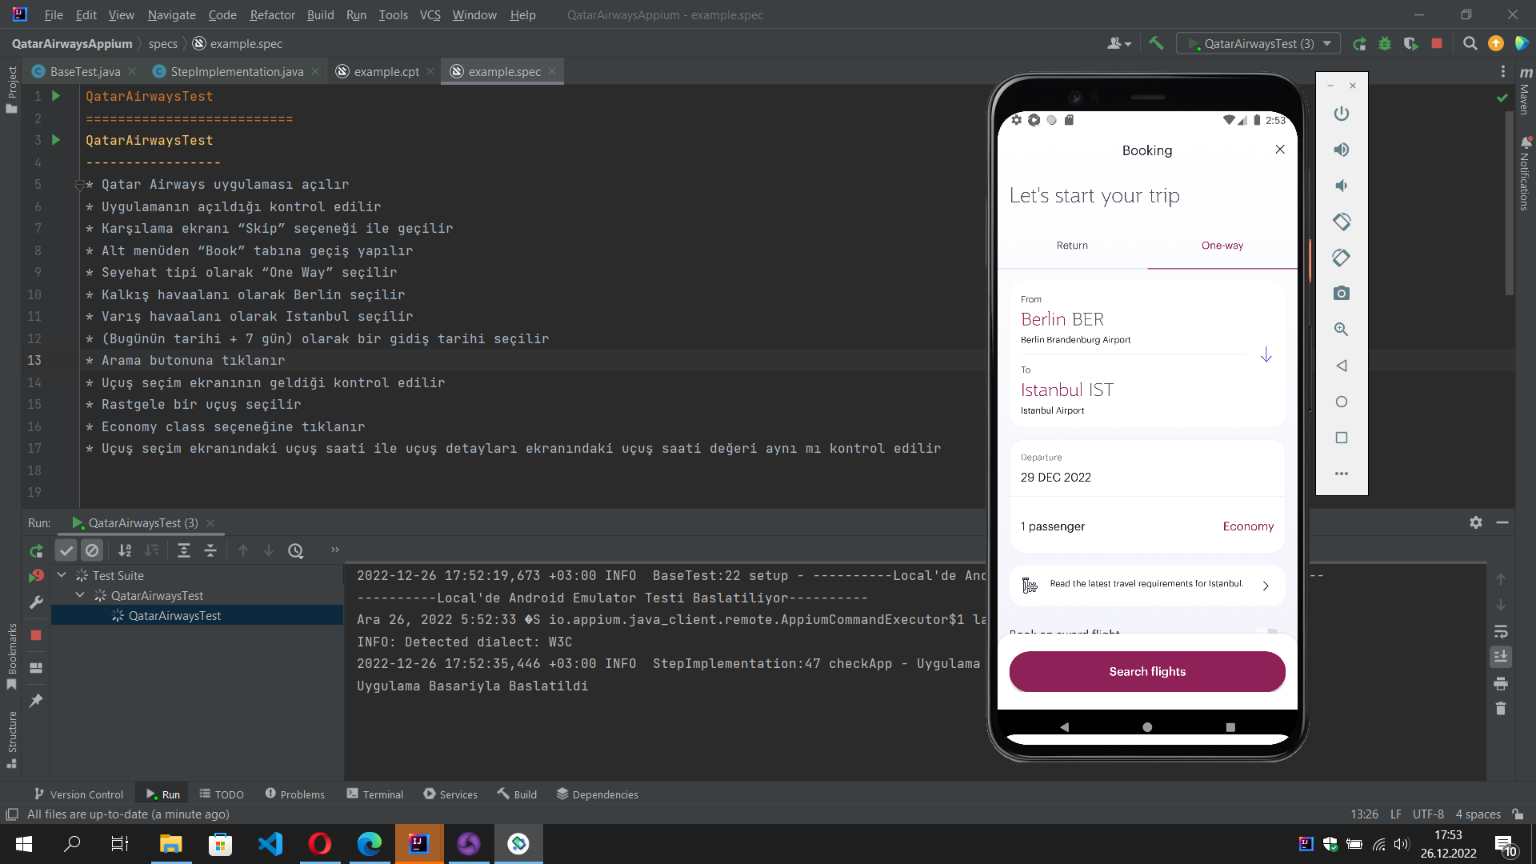 File Edit View Navigate Code Refactor Build Run Tools VCS Window Help QatarAirwaysAppium - example.spec
QatarAirwaysAppium specs example.spec
QatarAirwaysTest (3)
BaseTest.java StepImplementation.java example.cpt example.spec
Project
Maven
Notifications
Bookmarks
Structure
1 QatarAirwaysTest
2 ==========================
3 QatarAirwaysTest
4 -----------------
5 * Qatar Airways uygulaması açılır
6 * Uygulamanın açıldığı kontrol edilir
7 * Karşılama ekranı “Skip” seçeneği ile geçilir
8 * Alt menüden “Book” tabına geçiş yapılır
9 * Seyehat tipi olarak “One Way” seçilir
10 * Kalkış havaalanı olarak Berlin seçilir
11 * Varış havaalanı olarak Istanbul seçilir
12 * (Bugünün tarihi + 7 gün) olarak bir gidiş tarihi seçilir
13 * Arama butonuna tıklanır
14 * Uçuş seçim ekranının geldiği kontrol edilir
15 * Rastgele bir uçuş seçilir
16 * Economy class seçeneğine tıklanır
17 * Uçuş seçim ekranındaki uçuş saati ile uçuş detayları ekranındaki uçuş saati değeri aynı mı kontrol edilir
18
19
2:53
Booking
Let's start your trip
Return One-way
From
Berlin BER
Berlin Brandenburg Airport
To
Istanbul IST
Istanbul Airport
Departure
29 DEC 2022
1 passenger Economy
Read the latest travel requirements for Istanbul.
Search flights
Run: QatarAirwaysTest (3)
Test Suite
QatarAirwaysTest
QatarAirwaysTest
2022-12-26 17:52:19,673 +03:00 INFO BaseTest:22 setup - ----------Local'de And
----------Local'de Android Emulator Testi Baslatiliyor----------
Ara 26, 2022 5:52:33 �S io.appium.java_client.remote.AppiumCommandExecutor$1 la
INFO: Detected dialect: W3C
2022-12-26 17:52:35,446 +03:00 INFO StepImplementation:47 checkApp - Uygulama
Uygulama Basariyla Baslatildi
Version Control Run TODO Problems Terminal Services Build Dependencies
All files are up-to-date (a minute ago) 13:26 LF UTF-8 4 spaces
17:53
26.12.2022
10